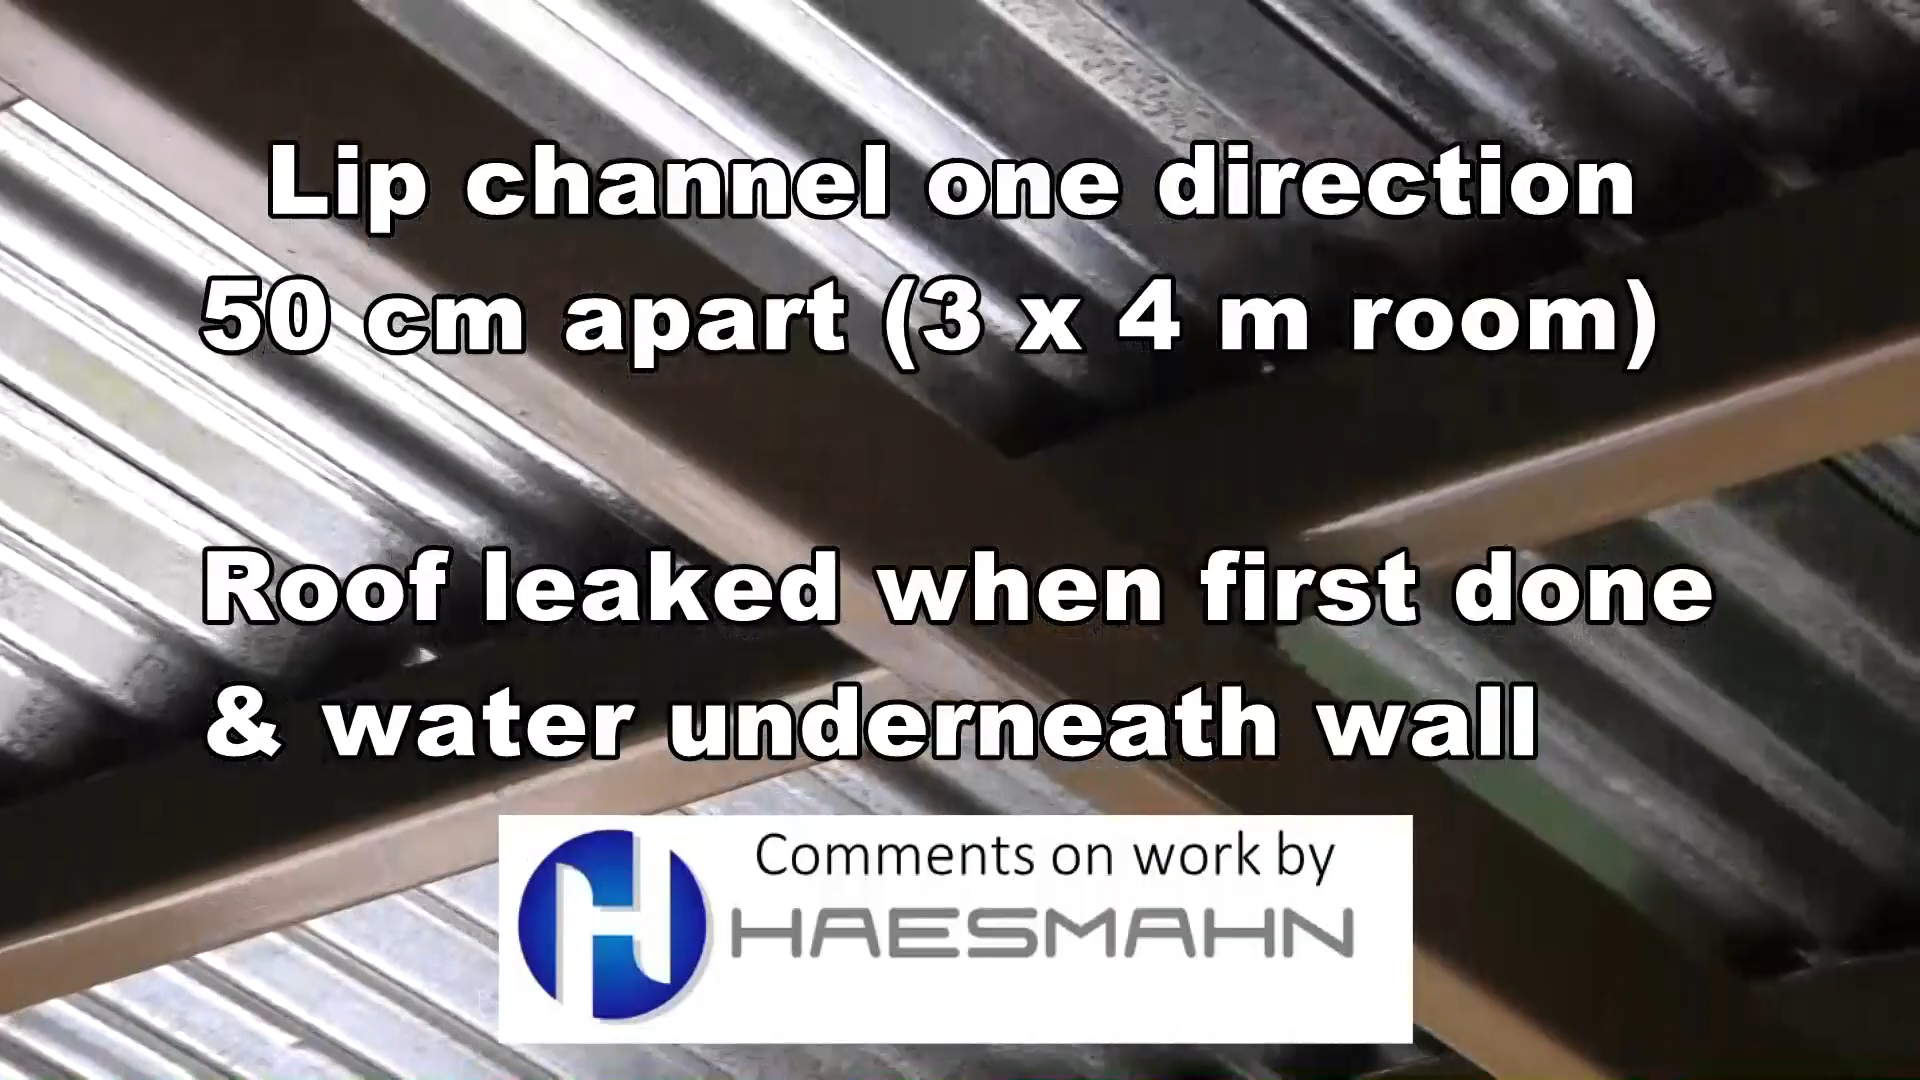 Lip channel one direction
50 cm apart (3 x 4 m room)
Roof leaked when first done
& water underneath wall
Comments on work by
HAESMAHN